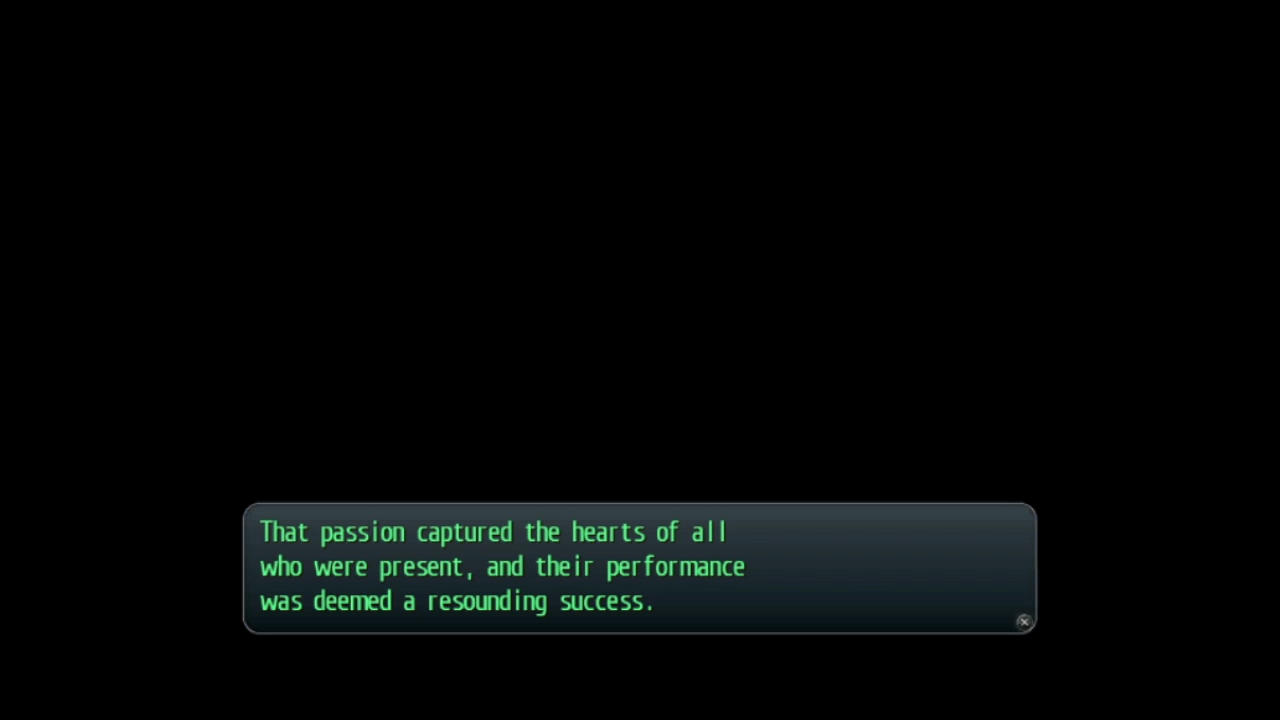 That passion captured the hearts of all
who were present, and their performance
was deemed a resounding success.